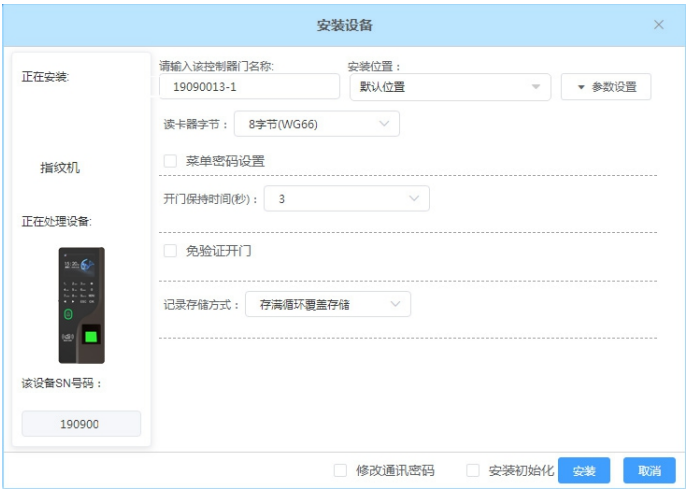 安装设备
正在安装:
指纹机
正在处理设备:
该设备SN号码：
190900
请输入该控制器门名称:
安装位置：
19090013-1
默认位置
参数设置
读卡器字节： 8字节(WG66)
菜单密码设置
开门保持时间(秒)： 3
免验证开门
记录存储方式： 存满循环覆盖存储
修改通讯密码
安装初始化
安装
取消